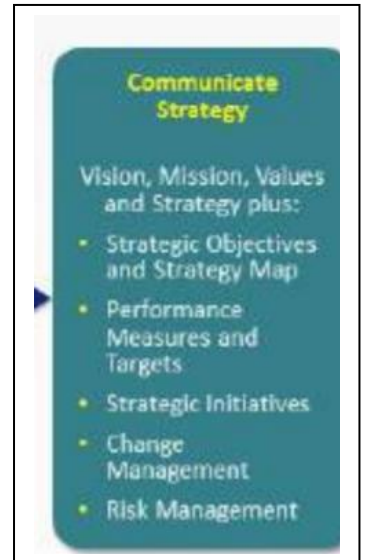 Communicate
Strategy
Vision, Mission, Values
and Strategy plus:
• Strategic Objectives
and Strategy Map
• Performance
Measures and
Targets
• Strategic Initiatives
• Change
Management
• Risk Management